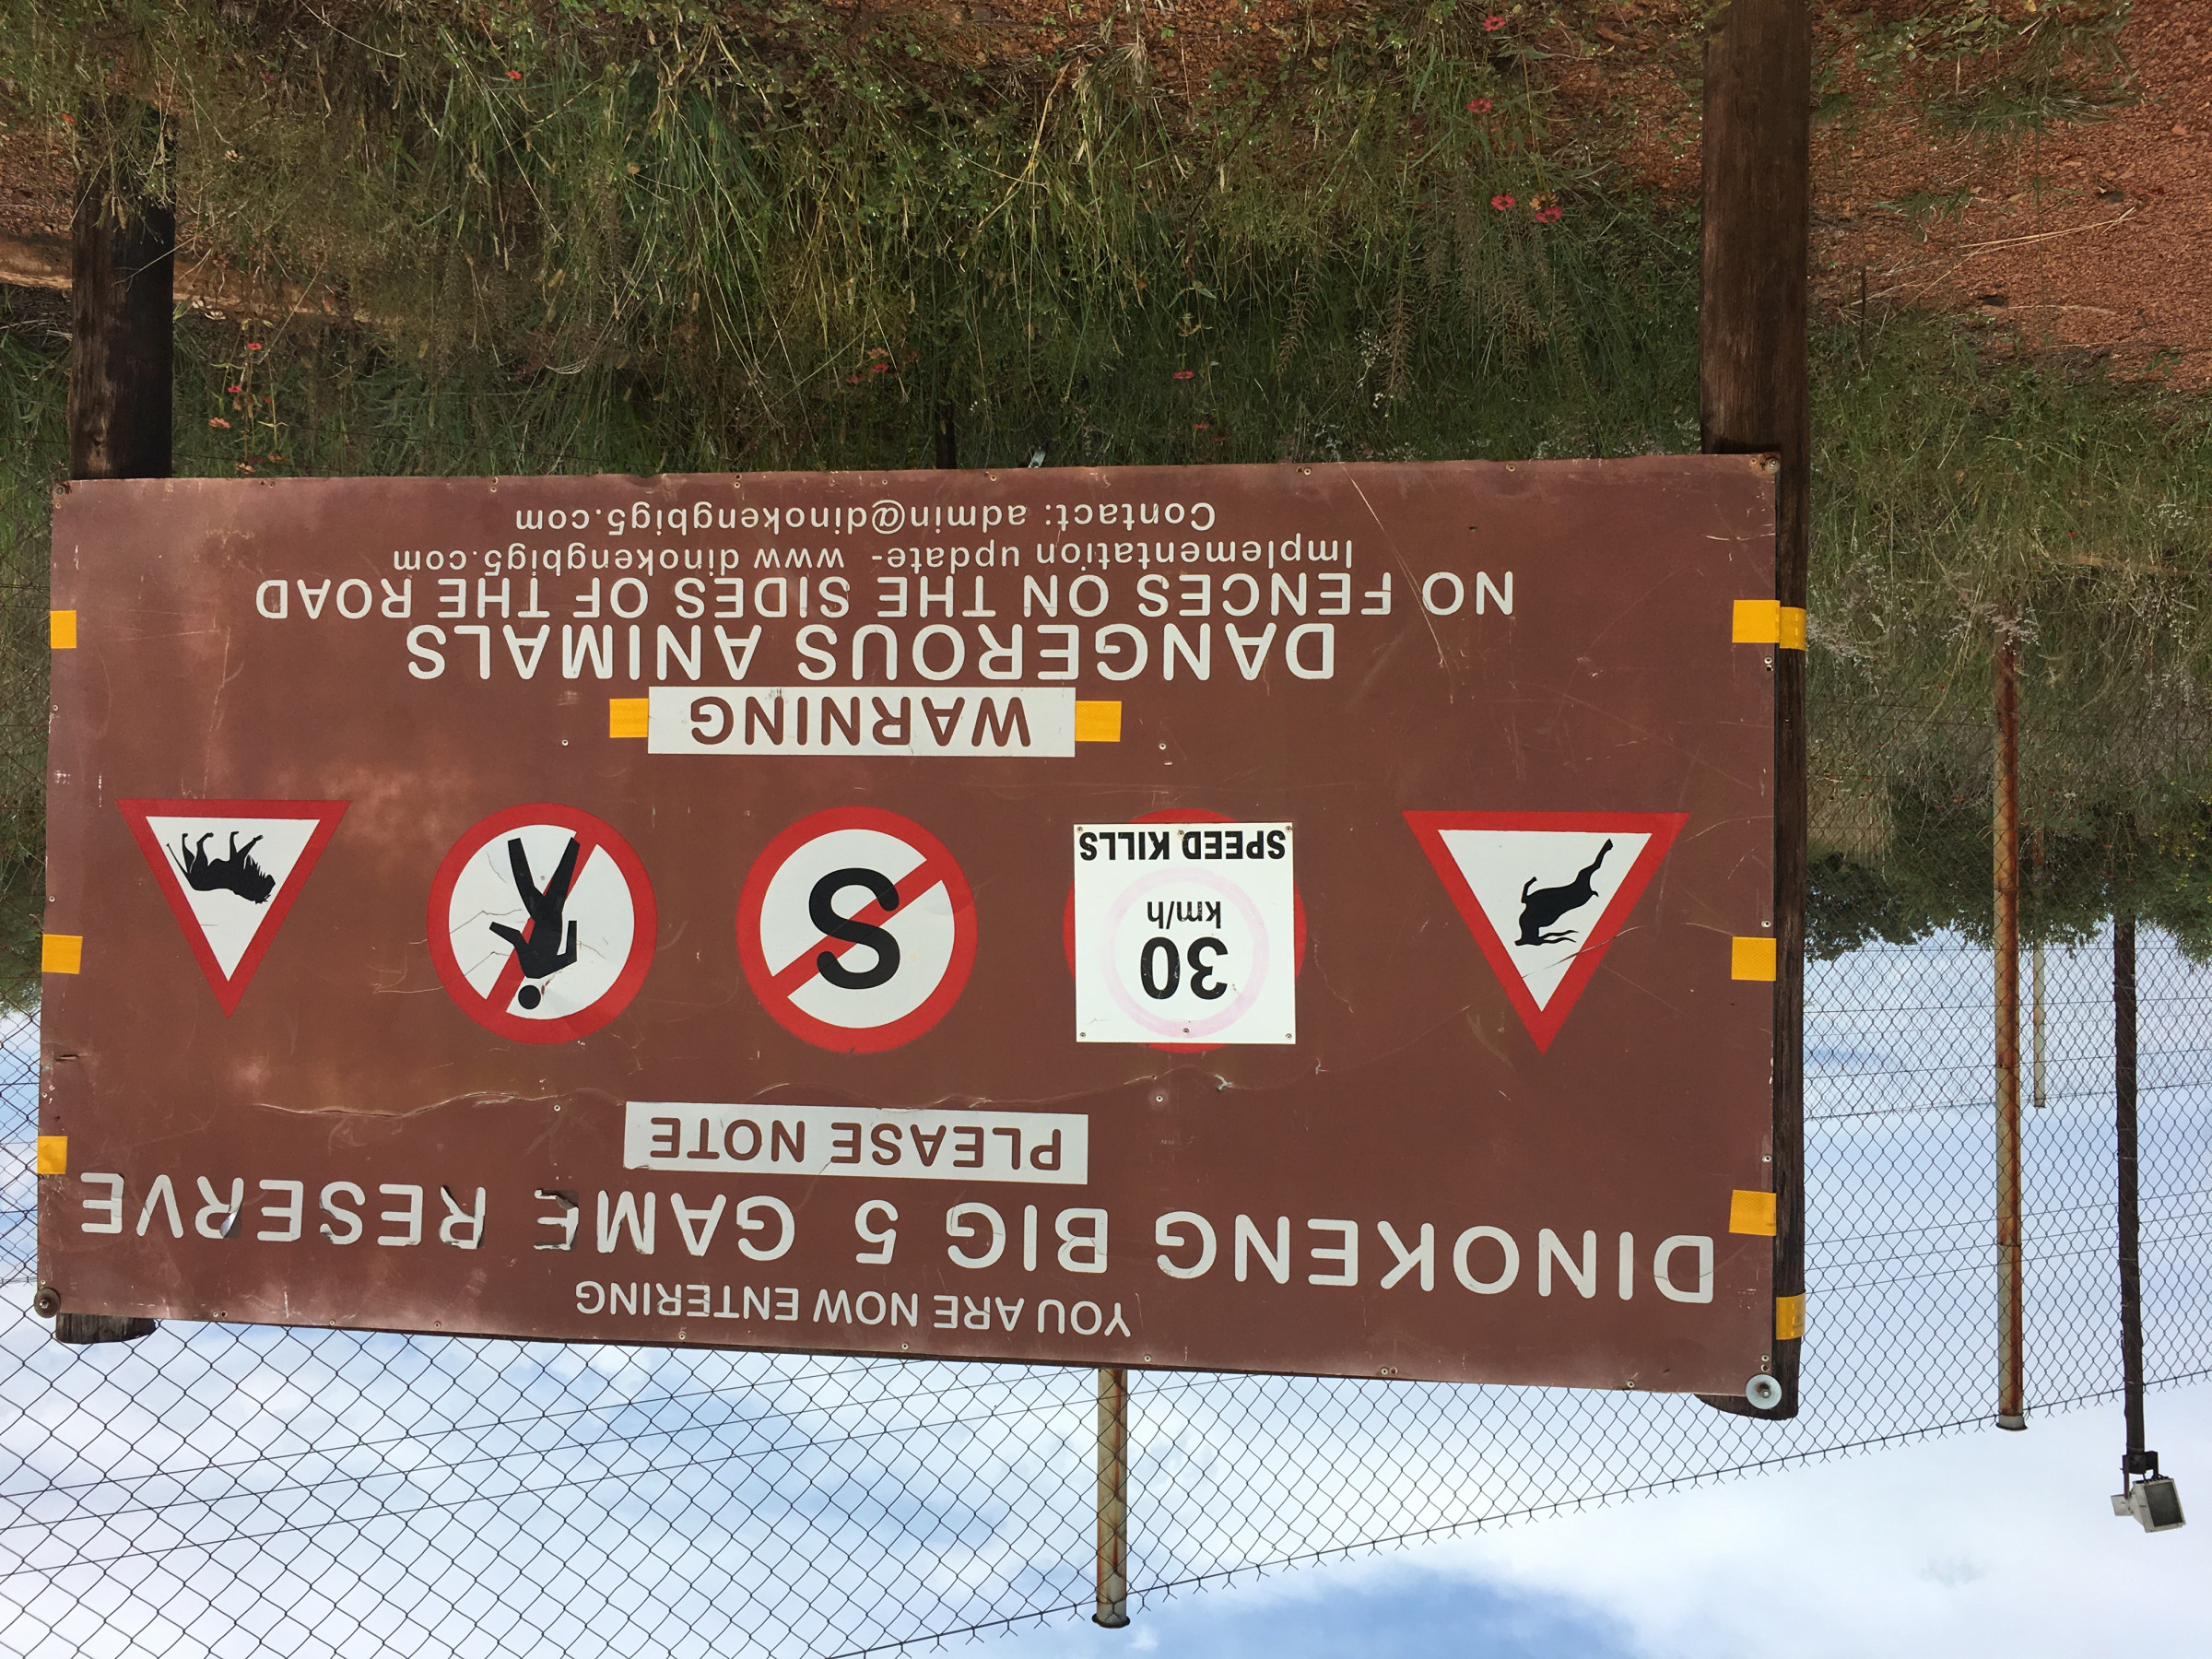 YOU ARE NOW ENTERING
DINOKENG BIG 5 GAME RESERVE
PLEASE NOTE
30
km/h
SPEED KILLS
S
WARNING
DANGEROUS ANIMALS
NO FENCES ON THE SIDES OF THE ROAD
Implementation update- www dinokengbig5.com
Contact: admin@dinokengbig5.com